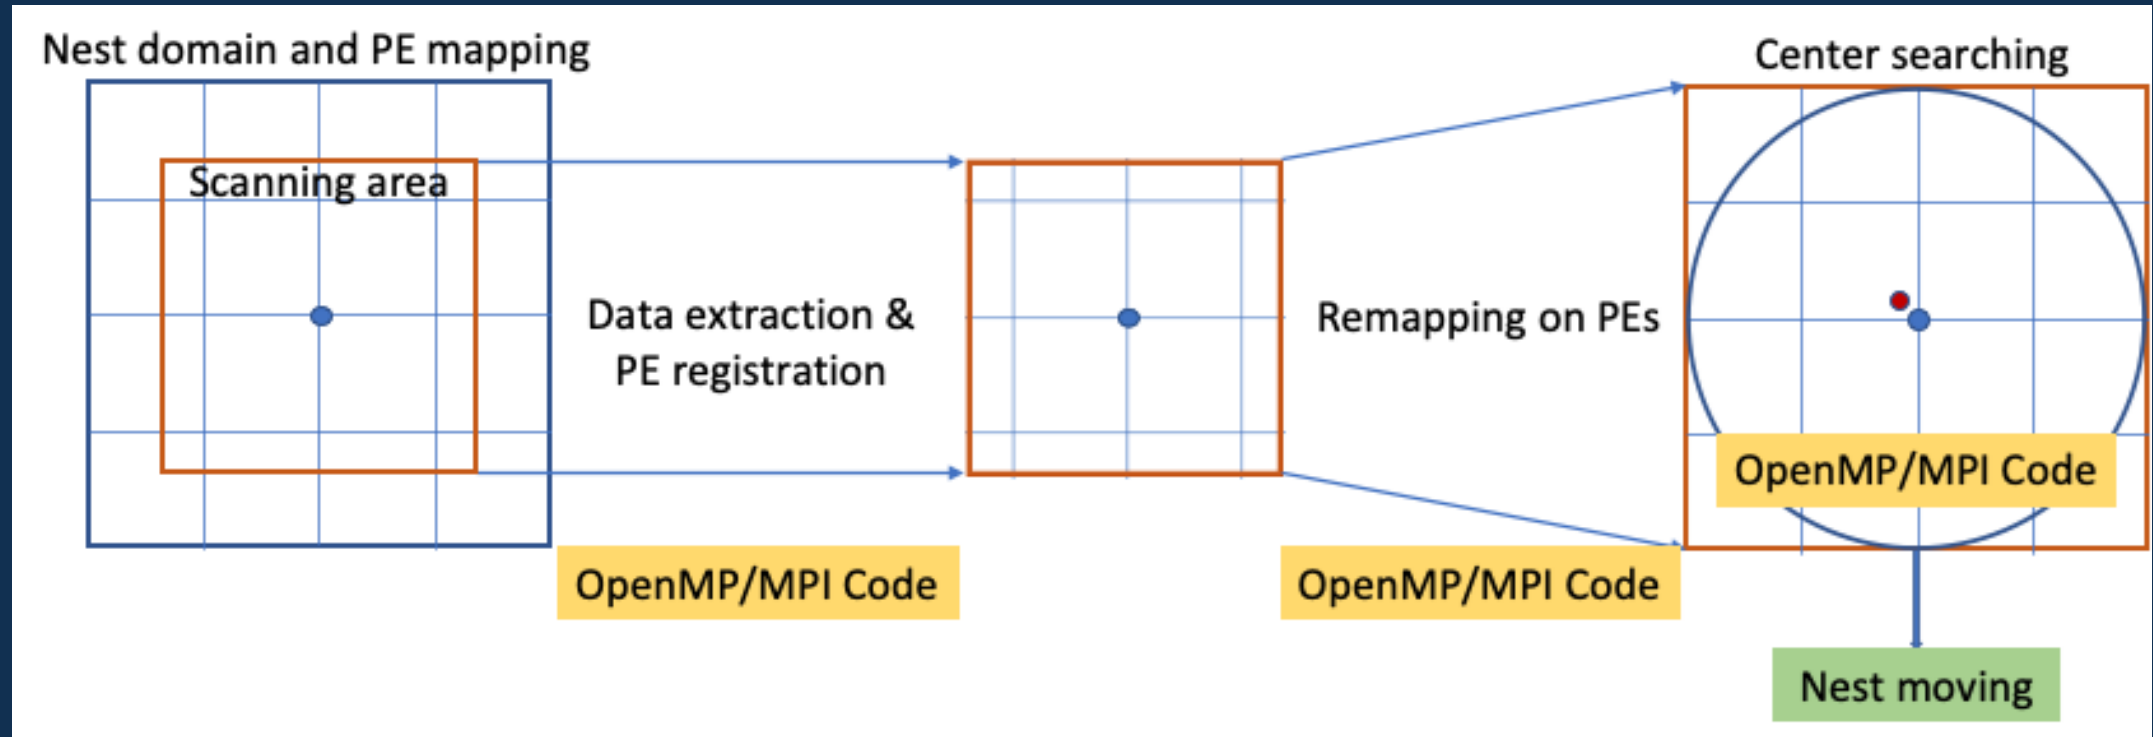 Nest domain and PE mapping
Scanning area
Data extraction &
PE registration
OpenMP/MPI Code
Remapping on PEs
OpenMP/MPI Code
Center searching
OpenMP/MPI Code
Nest moving